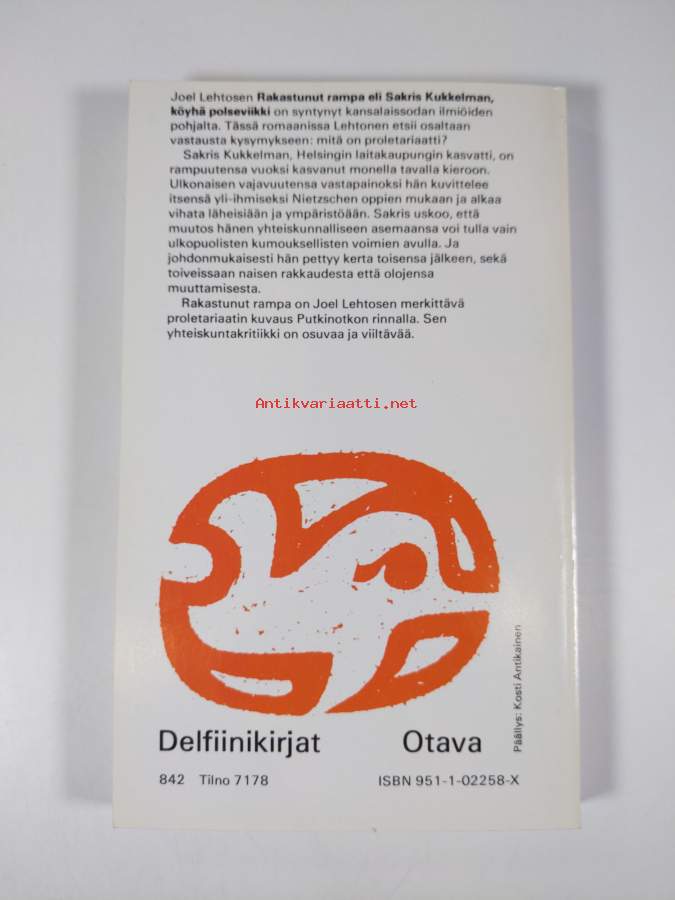 Joel Lehtosen Rakastunut rampa eli Sakris Kukkelman,
köyhä polseviikki on syntynyt kansalaissodan ilmiöiden
pohjalta. Tässä romaanissa Lehtonen etsii osaltaan
vastausta kysymykseen: mitä on proletariaatti?
Sakris Kukkelman, Helsingin laitakaupungin kasvatti, on
rampuutensa vuoksi kasvanut monella tavalla kieroon.
Ulkonaisen vajavuutensa vastapainoksi hän kuvittelee
itsensä yli-ihmiseksi Nietzschen oppien mukaan ja alkaa
vihata läheisiään ja ympäristöään. Sakris uskoo, että
muutos hänen yhteiskunnalliseen asemaansa voi tulla vain
ulkopuolisten kumouksellisten voimien avulla. Ja
johdonmukaisesti hän pettyy kerta toisensa jälkeen, sekä
toiveissaan naisen rakkaudesta että olojensa
muuttamisesta.
Rakastunut rampa on Joel Lehtosen merkittävä
proletariaatin kuvaus Putkinotkon rinnalla. Sen
yhteiskuntakritiikki on osuvaa ja viiltävää.
Antikvariaatti.net
Päällys: Kosti Antikainen
Delfiinikirjat Otava
842 Tilno 7178 ISBN 951-1-02258-X